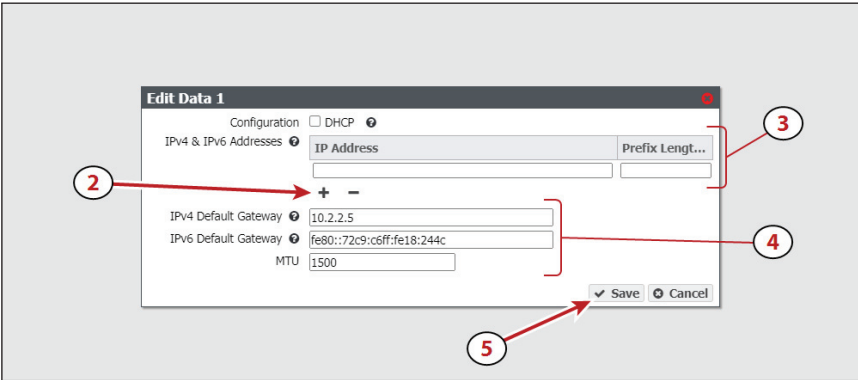 Edit Data 1
Configuration DHCP
IPv4 & IPv6 Addresses
IP Address Prefix Lengt...
3
2
IPv4 Default Gateway 10.2.2.5
IPv6 Default Gateway fe80::72c9:c6ff:fe18:244c
4
MTU 1500
Save Cancel
5